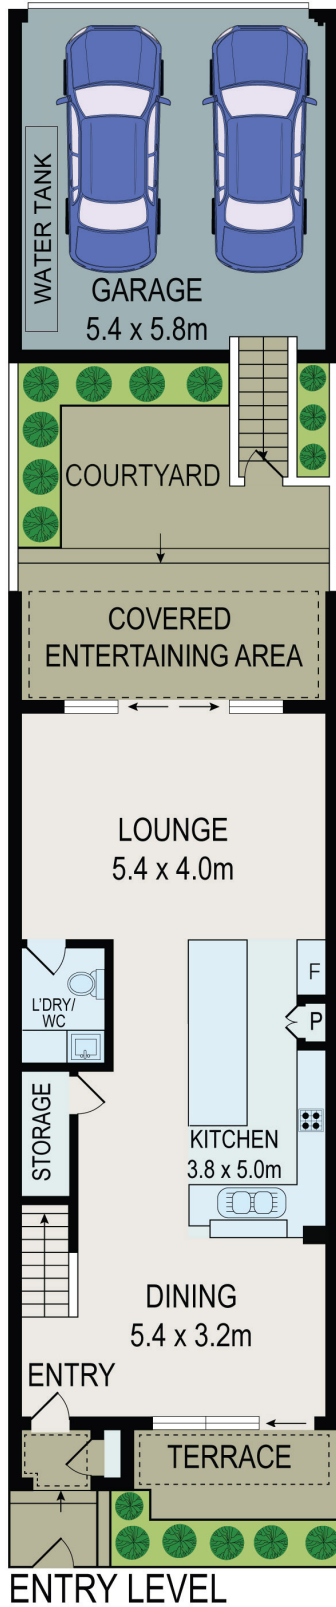 WATER TANK
GARAGE
5.4 x 5.8m
COURTYARD
COVERED
ENTERTAINING AREA
LOUNGE
5.4 x 4.0m
F
L'DRY/
WC
P
STORAGE
KITCHEN
3.8 x 5.0m
DINING
5.4 x 3.2m
ENTRY
TERRACE
ENTRY LEVEL